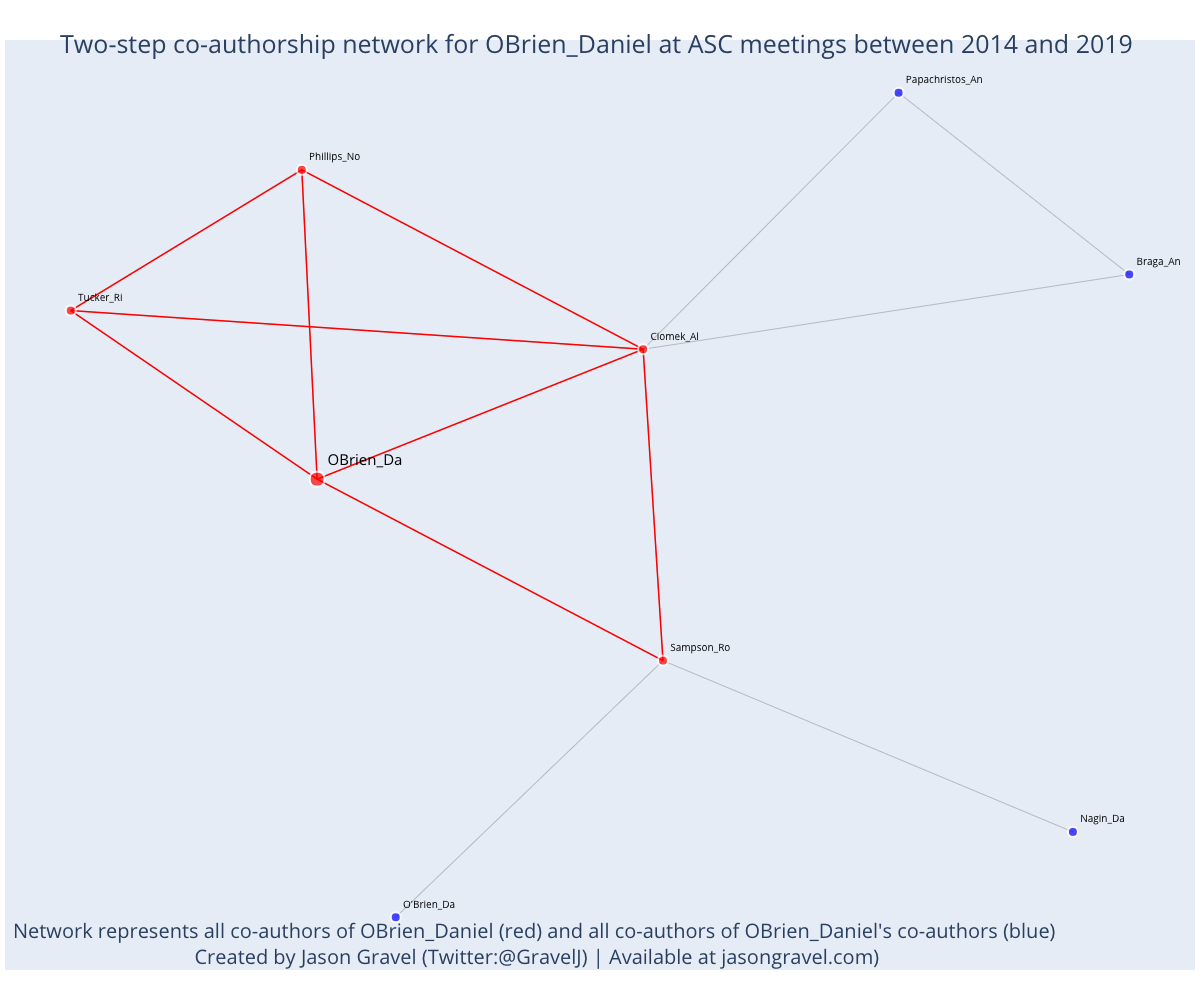 Two-step co-authorship network for OBrien_Daniel at ASC meetings between 2014 and 2019
Papachristos_An
Phillips_No
Braga_An
Tucker_Ri
Ciomek_Al
OBrien_Da
Sampson_Ro
Nagin_Da
O'Brien_Da
Network represents all co-authors of OBrien_Daniel (red) and all co-authors of OBrien_Daniel's co-authors (blue)
Created by Jason Gravel (Twitter:@GravelJ) | Available at jasongravel.com)